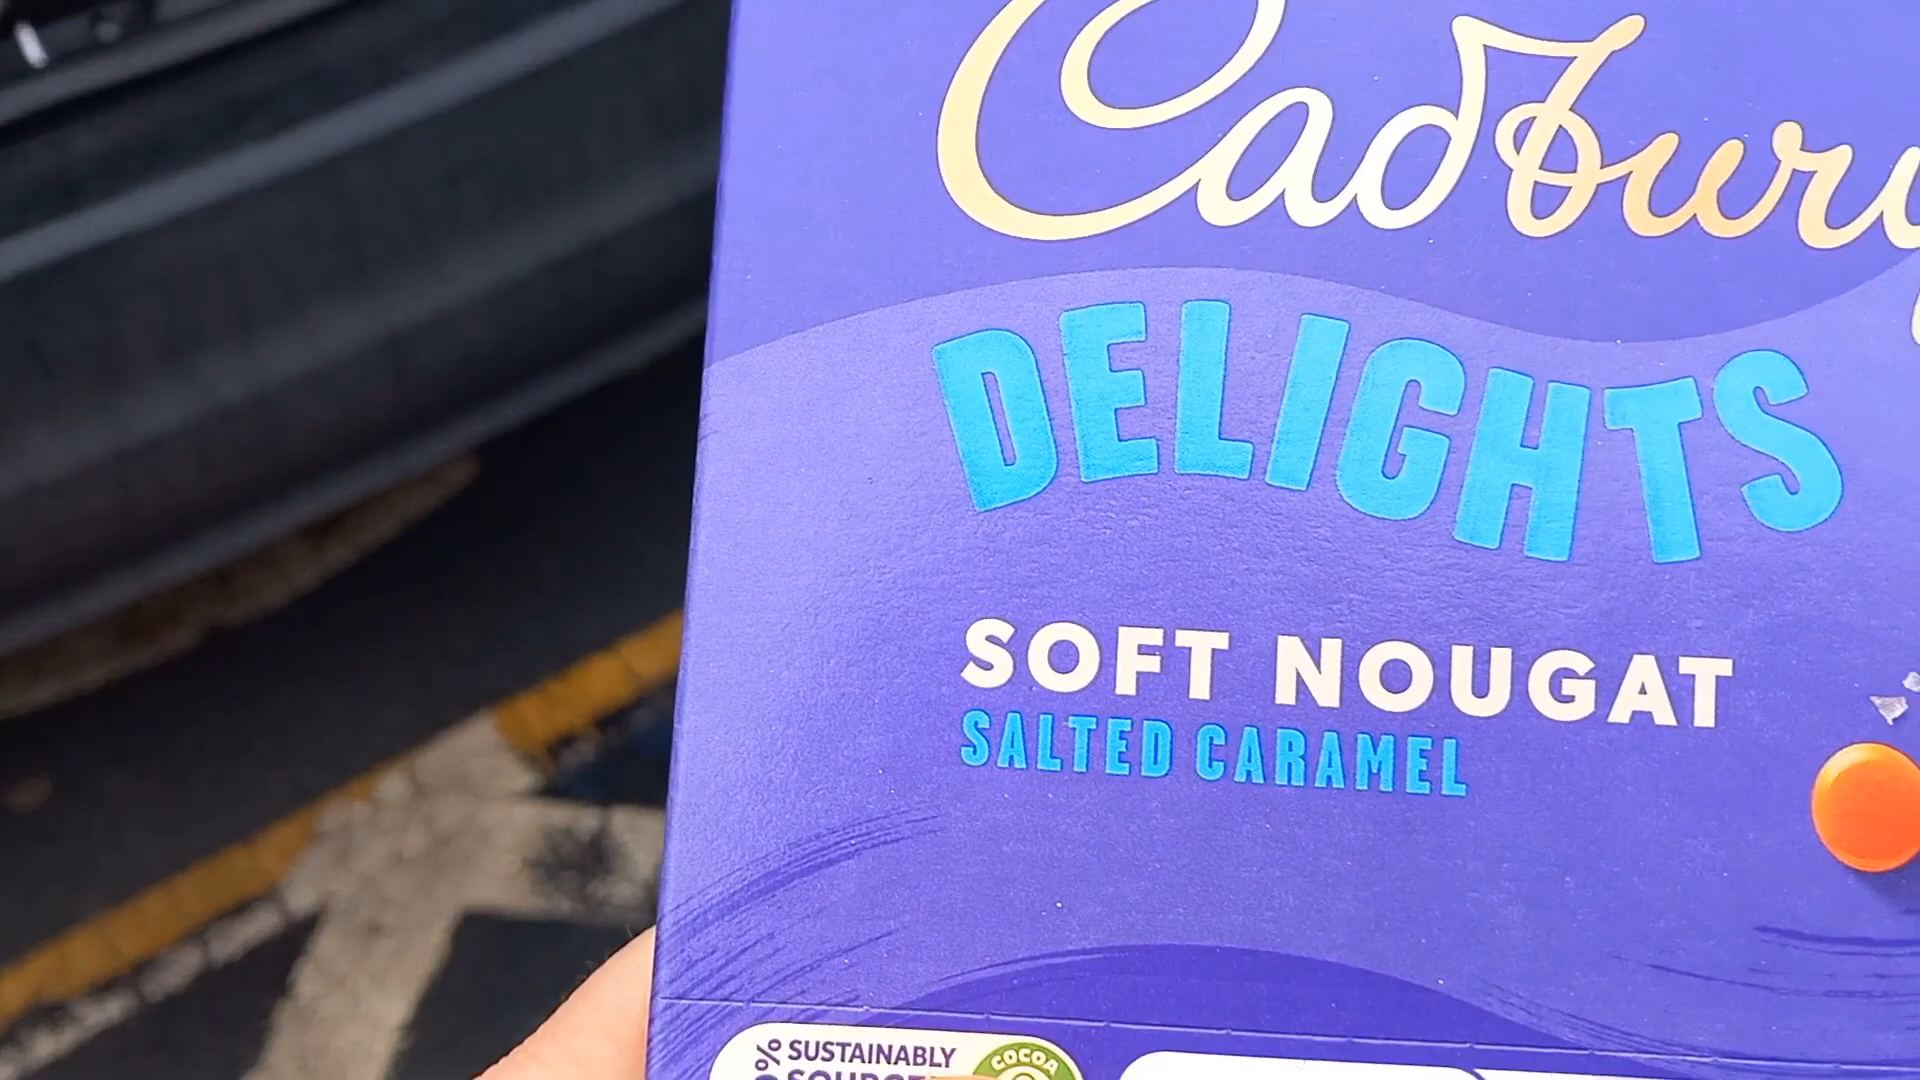 Cadbury
DELIGHTS
SOFT NOUGAT
SALTED CARAMEL
% SUSTAINABLY
COCOA